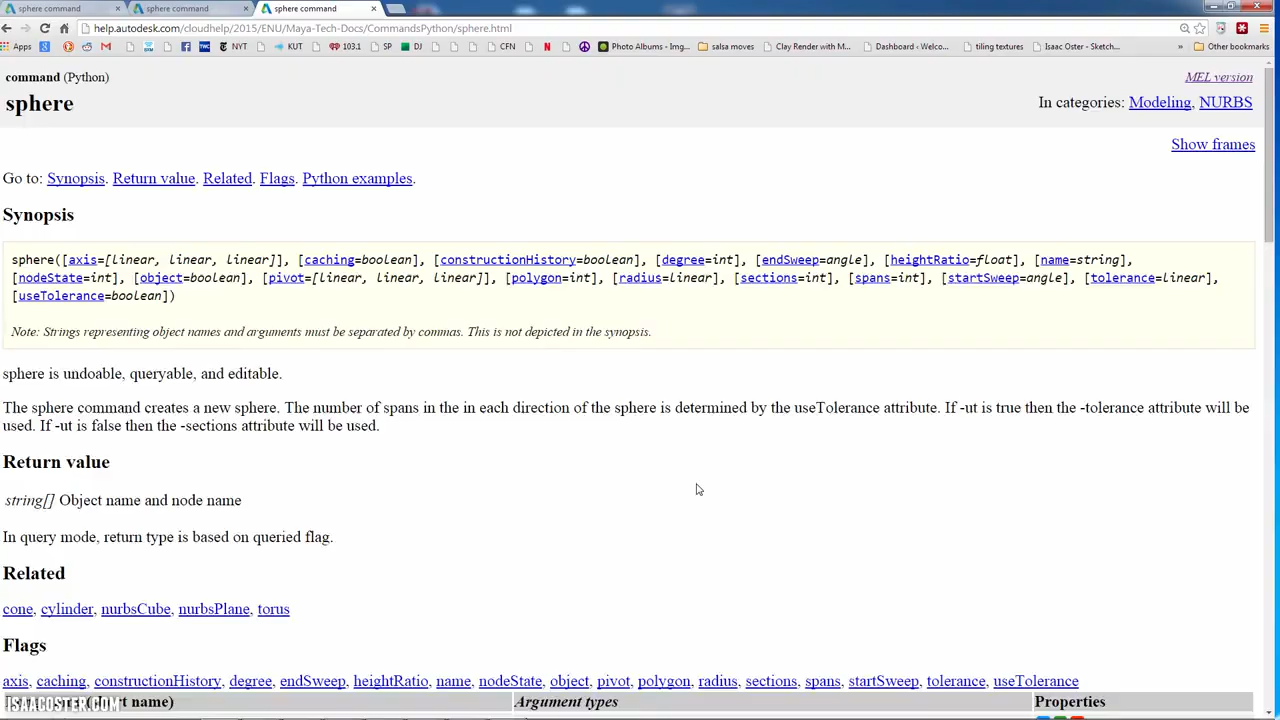 sphere command
sphere command
sphere command
help.autodesk.com/cloudhelp/2015/ENU/Maya-Tech-Docs/CommandsPython/sphere.html
Apps NYT KUT 103.1 SP DJ CFN Photo Albums - Img... salsa moves Clay Render with M... Dashboard ‹ Welco... tiling textures Isaac Oster - Sketch... » Other bookmarks
command (Python)
MEL version
sphere
In categories: Modeling, NURBS
Show frames
Go to: Synopsis. Return value. Related. Flags. Python examples.
Synopsis
sphere([axis=[linear, linear, linear]], [caching=boolean], [constructionHistory=boolean], [degree=int], [endSweep=angle], [heightRatio=float], [name=string],
[nodeState=int], [object=boolean], [pivot=[linear, linear, linear]], [polygon=int], [radius=linear], [sections=int], [spans=int], [startSweep=angle], [tolerance=linear],
[useTolerance=boolean])
Note: Strings representing object names and arguments must be separated by commas. This is not depicted in the synopsis.
sphere is undoable, queryable, and editable.
The sphere command creates a new sphere. The number of spans in the in each direction of the sphere is determined by the useTolerance attribute. If -ut is true then the -tolerance attribute will be
used. If -ut is false then the -sections attribute will be used.
Return value
string[] Object name and node name
In query mode, return type is based on queried flag.
Related
cone, cylinder, nurbsCube, nurbsPlane, torus
Flags
axis, caching, constructionHistory, degree, endSweep, heightRatio, name, nodeState, object, pivot, polygon, radius, sections, spans, startSweep, tolerance, useTolerance
name)
Argument types
Properties
ISAACOSTER.COM